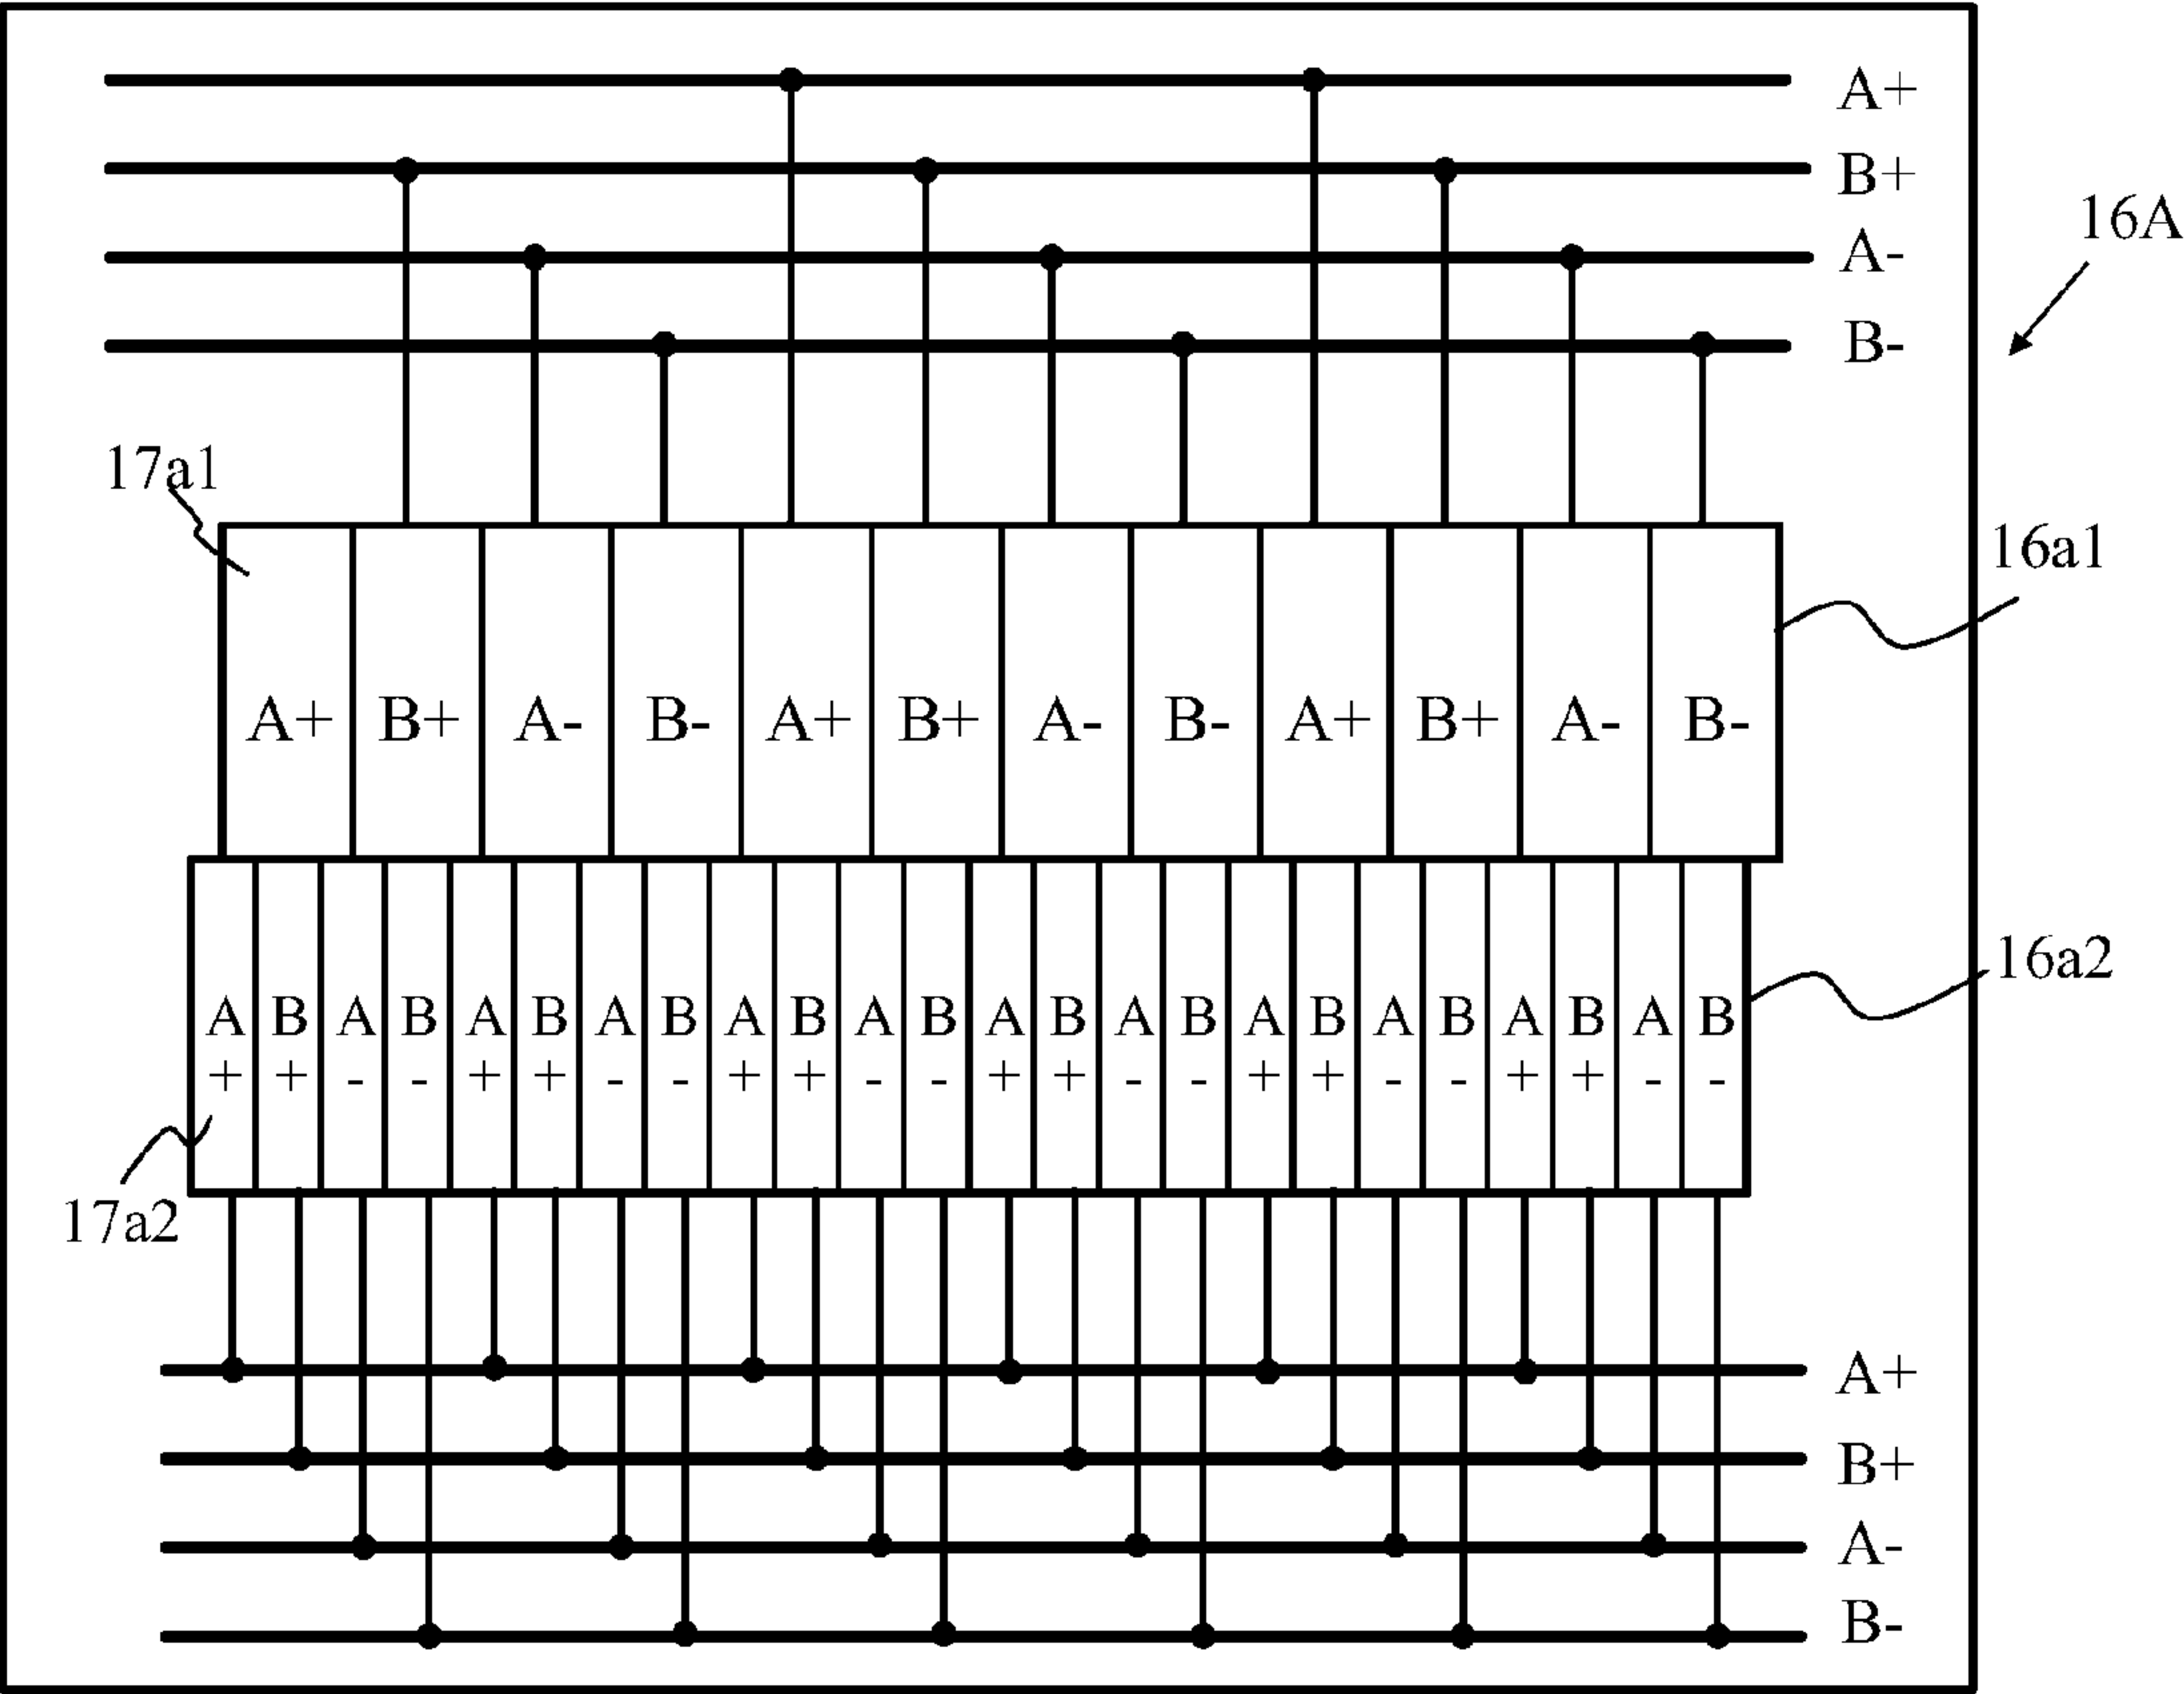 A+
B+
16A
A-
B-
17a1
16a1
A+ B+ A- B- A+ B+ A- B- A+ B+ A- B-
16a2
A B A B A B A B A B A B A B A B A B A B A B A B
+ + - - + + - - + + - - + + - - + + - - + + - -
17a2
A+
B+
A-
B-